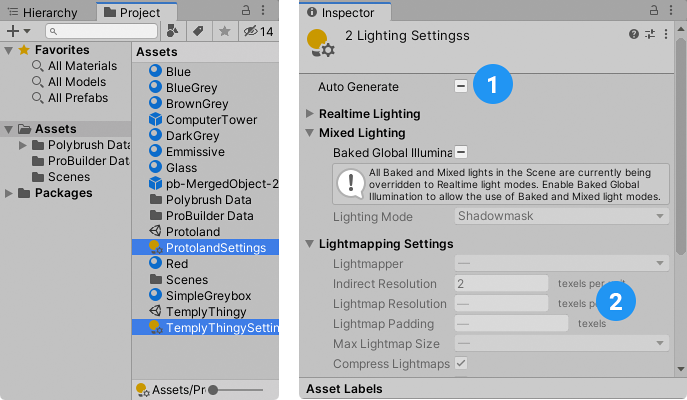 Hierarchy
Project
14
Favorites
All Materials
All Models
All Prefabs
Assets
Polybrush Data
ProBuilder Dat
Scenes
Packages
Assets
Blue
BlueGrey
BrownGrey
ComputerTower
DarkGrey
Emmissive
Glass
pb-MergedObject-2
Polybrush Data
ProBuilder Data
Protoland
ProtolandSettings
Red
Scenes
SimpleGreybox
TemplyThingy
TemplyThingySettin
Assets/Pr
Inspector
2 Lighting Settingss
Auto Generate
1
Realtime Lighting
Mixed Lighting
Baked Global Illumina
All Baked and Mixed lights in the Scene are currently being
overridden to Realtime light modes. Enable Baked Global
Illumination to allow the use of Baked and Mixed light modes.
Lighting Mode Shadowmask
Lightmapping Settings
Lightmapper —
Indirect Resolution 2 texels per unit
Lightmap Resolution — texels p
2
Lightmap Padding — texels
Max Lightmap Size —
Compress Lightmaps
Asset Labels